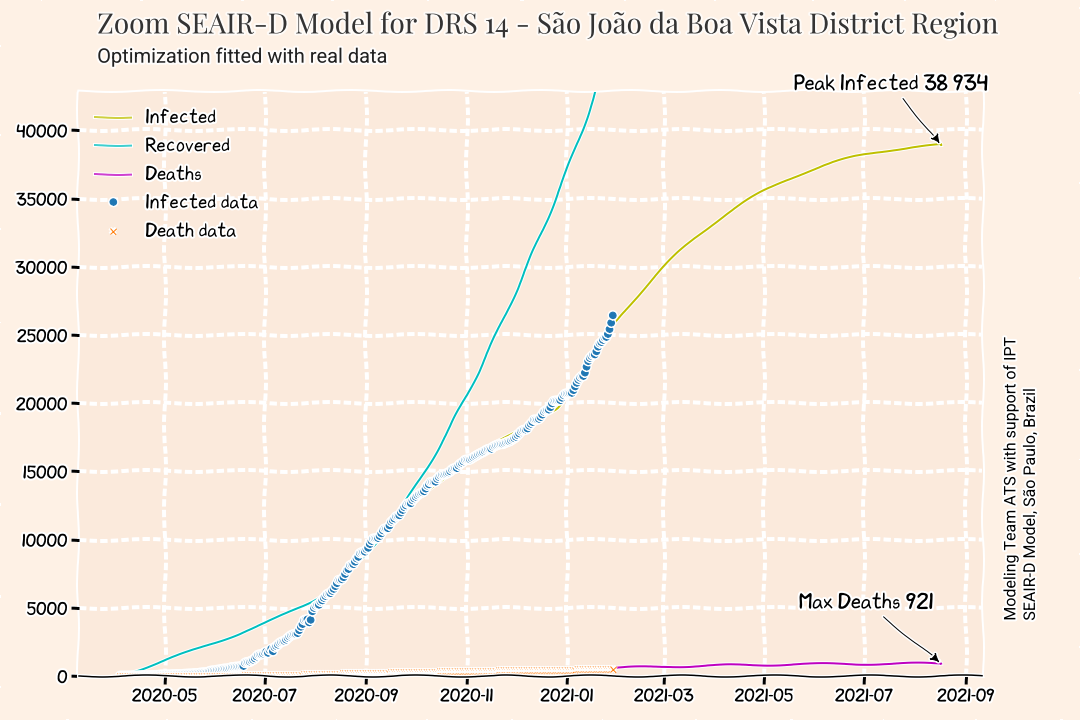 Zoom SEAIR-D Model for DRS 14 - São João da Boa Vista District Region
Optimization fitted with real data
Peak Infected 38 934
Infected
Recovered
Deaths
Infected data
Death data
40000
35000
30000
25000
20000
15000
10000
5000
0
Max Deaths 921
2020-05
2020-07
2020-09
2020-11
2021-01
2021-03
2021-05
2021-07
2021-09
Modeling Team ATS with support of IPT
SEAIR-D Model, São Paulo, Brazil